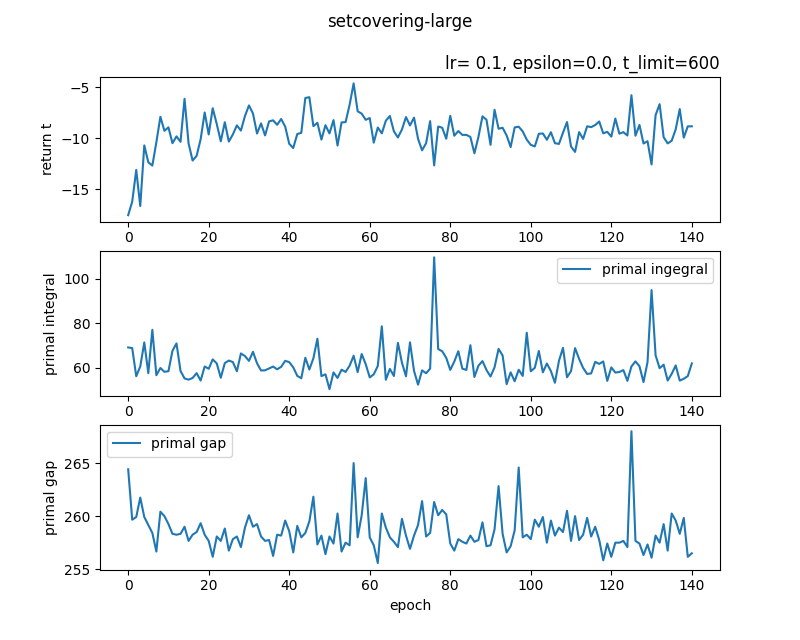 setcovering-large
lr= 0.1, epsilon=0.0, t_limit=600
return t
−5
−10
−15
0 20 40 60 80 100 120 140
primal integral
100
80
60
primal ingegral
0 20 40 60 80 100 120 140
primal gap
265
260
255
primal gap
0 20 40 60 80 100 120 140
epoch